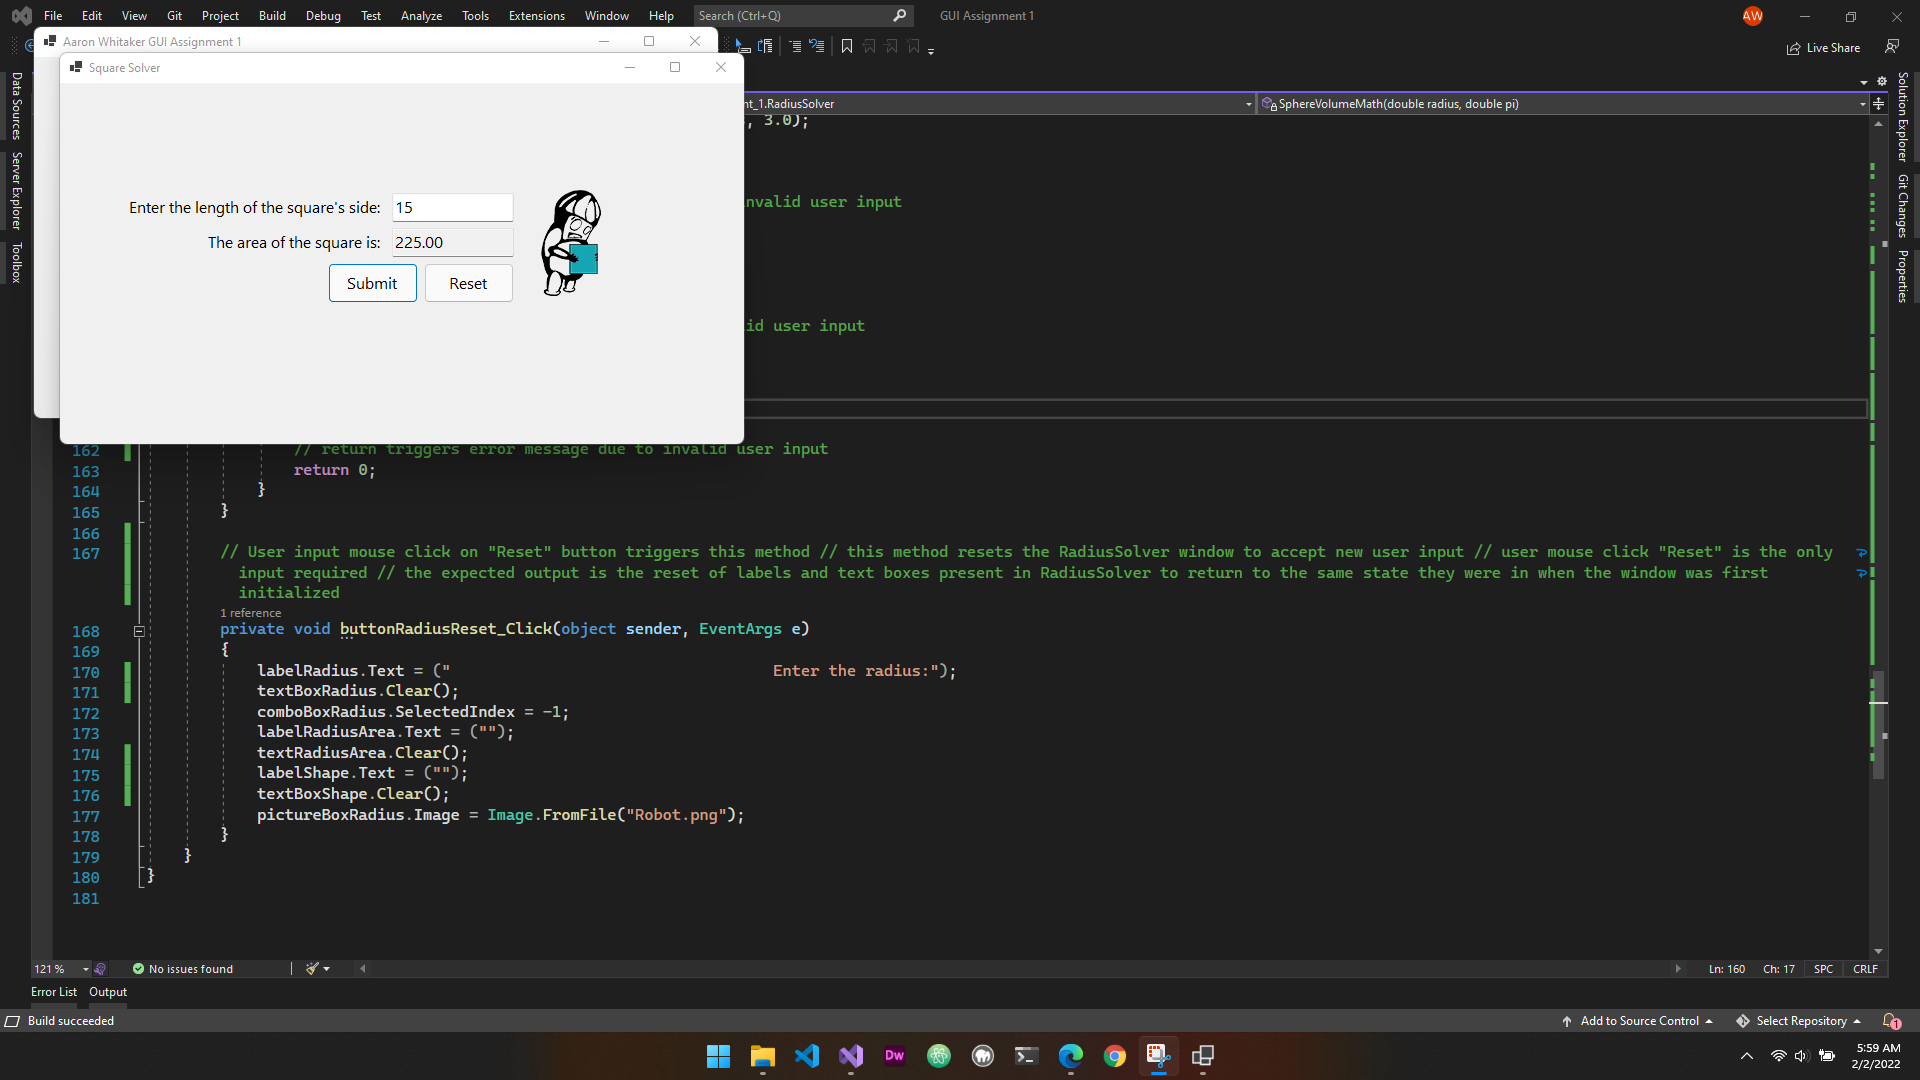 File Edit View Git Project Build Debug Test Analyze Tools Extensions Window Help Search (Ctrl+Q) GUI Assignment 1 AW
Aaron Whitaker GUI Assignment 1
Live Share
Square Solver
nt_1.RadiusSolver SphereVolumeMath(double radius, double pi)
, 3.0);
Data Sources
Server Explorer
Toolbox
Solution Explorer
Git Changes
Properties
Enter the length of the square's side: 15
nvalid user input
The area of the square is: 225.00
Submit Reset
id user input
162 // return triggers error message due to invalid user input
163 return 0;
164 }
165 }
166
167 // User input mouse click on "Reset" button triggers this method // this method resets the RadiusSolver window to accept new user input // user mouse click "Reset" is the only
input required // the expected output is the reset of labels and text boxes present in RadiusSolver to return to the same state they were in when the window was first
initialized
1 reference
168 private void buttonRadiusReset_Click(object sender, EventArgs e)
169 {
170 labelRadius.Text = (" Enter the radius:");
171 textBoxRadius.Clear();
172 comboBoxRadius.SelectedIndex = -1;
173 labelRadiusArea.Text = ("");
174 textRadiusArea.Clear();
175 labelShape.Text = ("");
176 textBoxShape.Clear();
177 pictureBoxRadius.Image = Image.FromFile("Robot.png");
178 }
179 }
180 }
181
121 % No issues found Ln: 160 Ch: 17 SPC CRLF
Error List Output
Build succeeded Add to Source Control Select Repository 1
Dw
5:59 AM
2/2/2022